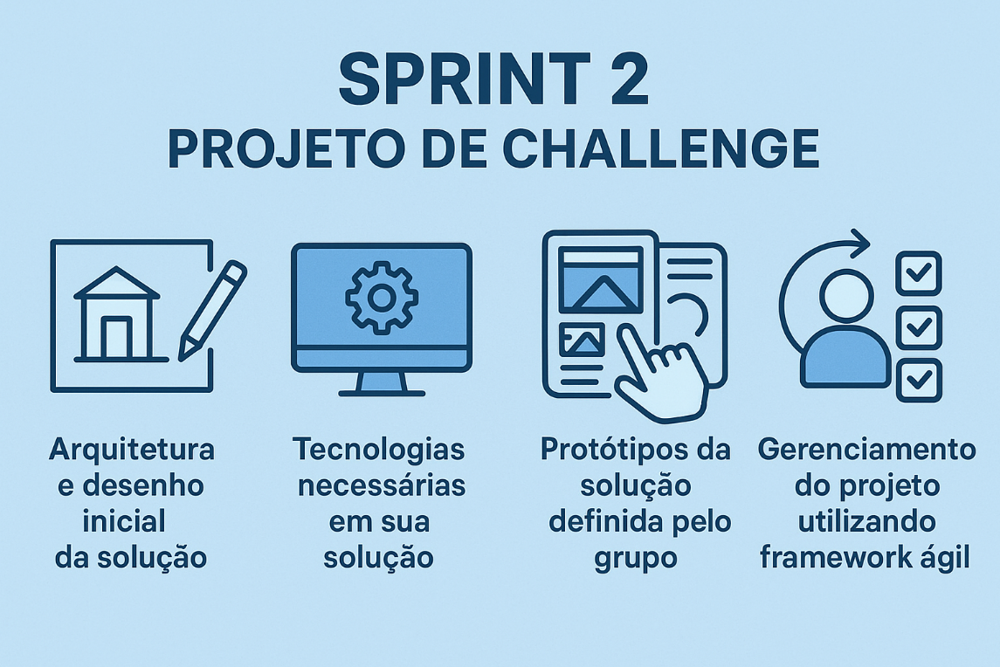 SPRINT 2
PROJETO DE CHALLENGE
Arquitetura
e desenho
inicial
da solução
Tecnologias
necessárias
em sua
solução
Protótipos da
solução
definida pelo
grupo
Gerenciamento
do projeto
utilizando
framework ágil